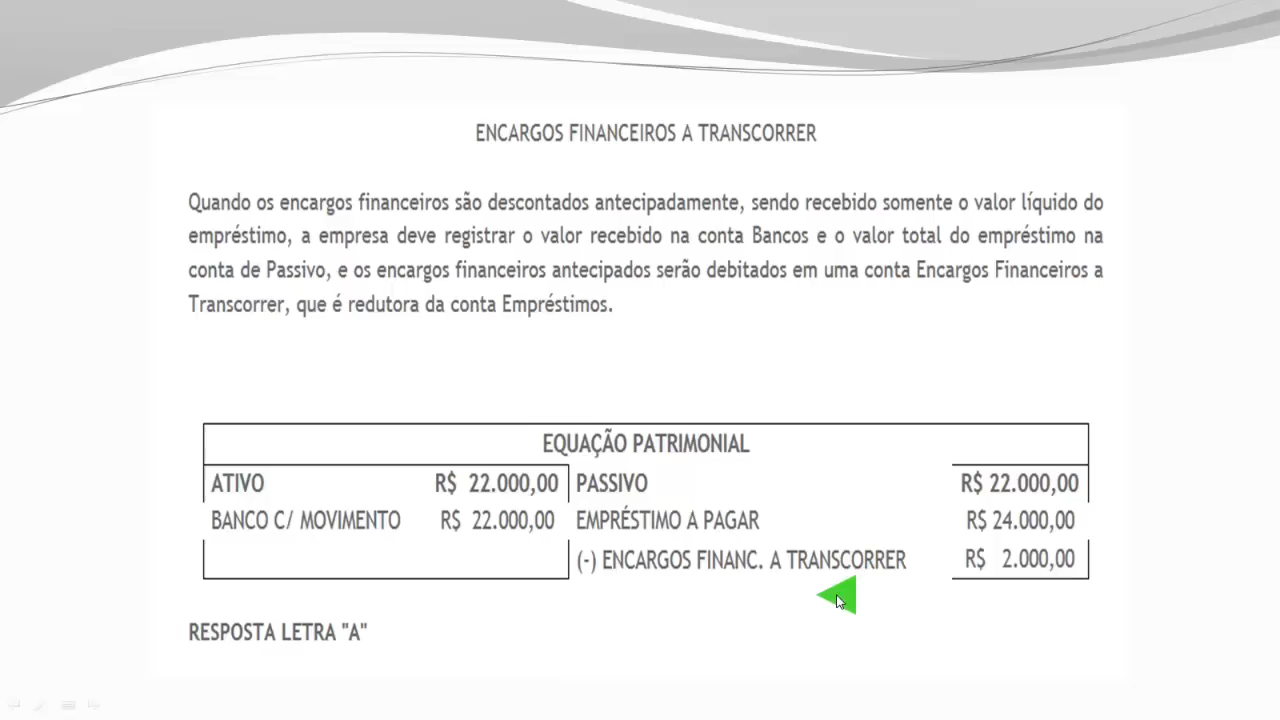 ENCARGOS FINANCEIROS A TRANSCORRER
Quando os encargos financeiros são descontados antecipadamente, sendo recebido somente o valor líquido do
empréstimo, a empresa deve registrar o valor recebido na conta Bancos e o valor total do empréstimo na
conta de Passivo, e os encargos financeiros antecipados serão debitados em uma conta Encargos Financeiros a
Transcorrer, que é redutora da conta Empréstimos.
EQUAÇÃO PATRIMONIAL
ATIVO R$ 22.000,00 PASSIVO R$ 22.000,00
BANCO C/ MOVIMENTO R$ 22.000,00 EMPRÉSTIMO A PAGAR R$ 24.000,00
(-) ENCARGOS FINANC. A TRANSCORRER R$ 2.000,00
RESPOSTA LETRA "A"